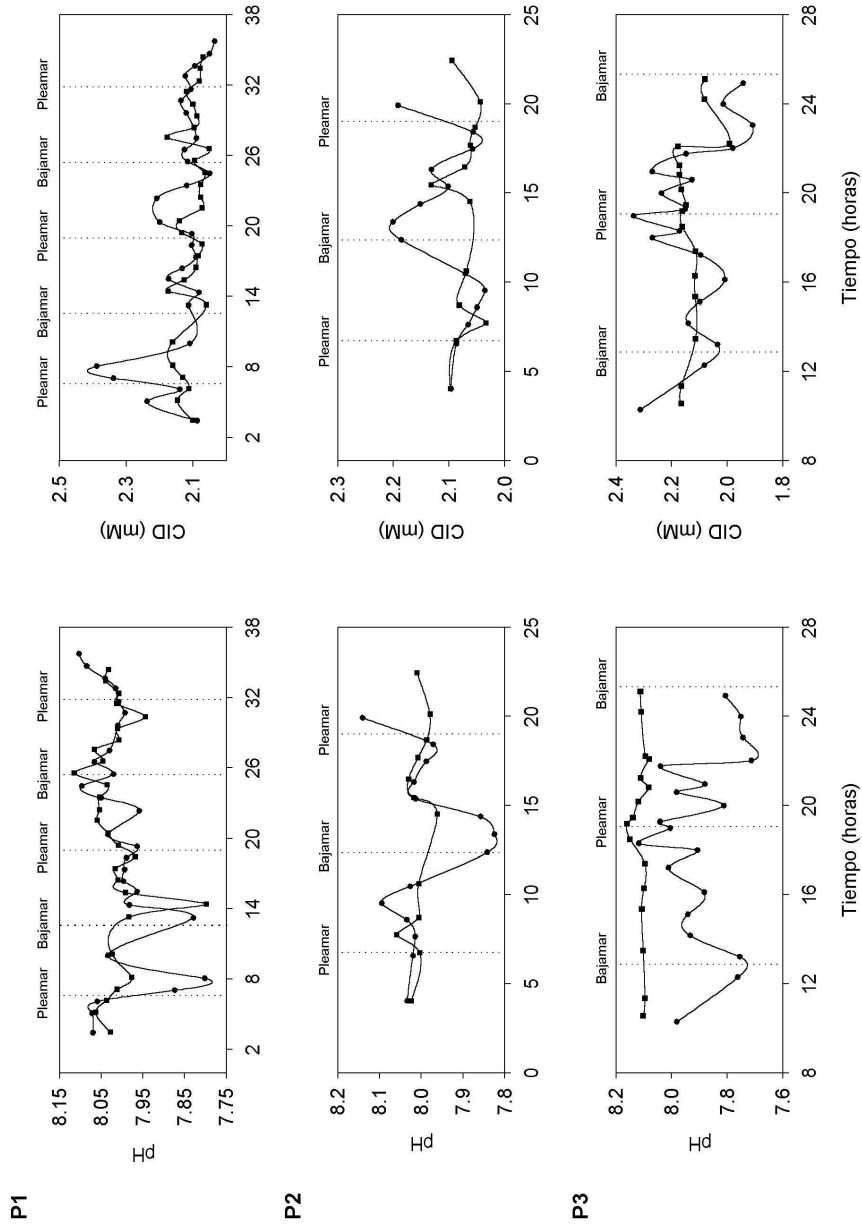 P1
Pleamar Bajamar Pleamar Bajamar Pleamar
8.15
8.05
7.95
7.85
7.75
pH
2 8 14 20 26 32 38
Pleamar Bajamar Pleamar Bajamar Pleamar
2.5
2.3
2.1
CID (mM)
2 8 14 20 26 32 38
P2
Pleamar Bajamar Pleamar
8.2
8.1
8.0
7.9
7.8
pH
0 5 10 15 20 25
Pleamar Bajamar Pleamar
2.3
2.2
2.1
2.0
CID (mM)
0 5 10 15 20 25
P3
Bajamar Pleamar Bajamar
8.2
8.0
7.8
7.6
pH
8 12 16 20 24 28
Tiempo (horas)
Bajamar Pleamar Bajamar
2.4
2.2
2.0
1.8
CID (mM)
8 12 16 20 24 28
Tiempo (horas)